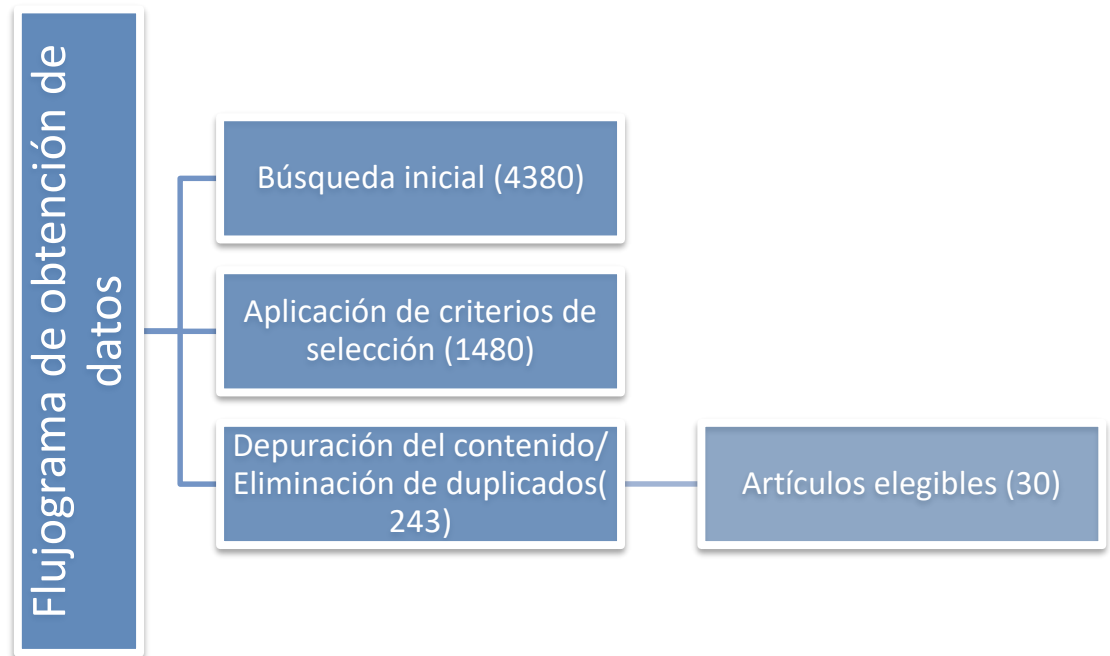 Flujograma de obtención de
datos
Búsqueda inicial (4380)
Aplicación de criterios de
selección (1480)
Depuración del contenido/
Eliminación de duplicados(
243)
Artículos elegibles (30)